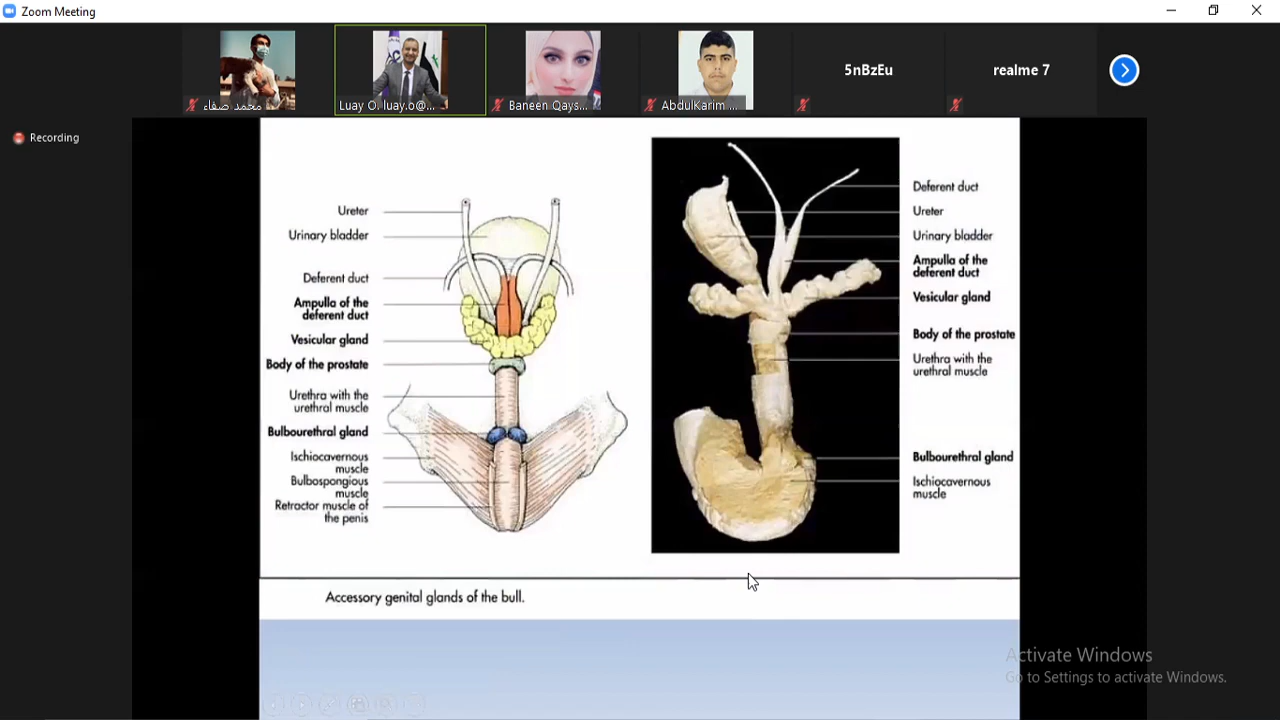 Zoom Meeting
محمد صفاء
Luay O. luay.o@...
Baneen Qays...
AbdulKarim ...
5nBzEu
realme 7
Recording
Ureter
Urinary bladder
Deferent duct
Ampulla of the
deferent duct
Vesicular gland
Body of the prostate
Urethra with the
urethral muscle
Bulbourethral gland
Ischiocavernous
muscle
Bulbospongious
muscle
Retractor muscle of
the penis
Deferent duct
Ureter
Urinary bladder
Ampulla of the
deferent duct
Vesicular gland
Body of the prostate
Urethra with the
urethral muscle
Bulbourethral gland
Ischiocavernous
muscle
Accessory genital glands of the bull.
Activate Windows
Go to Settings to activate Windows.